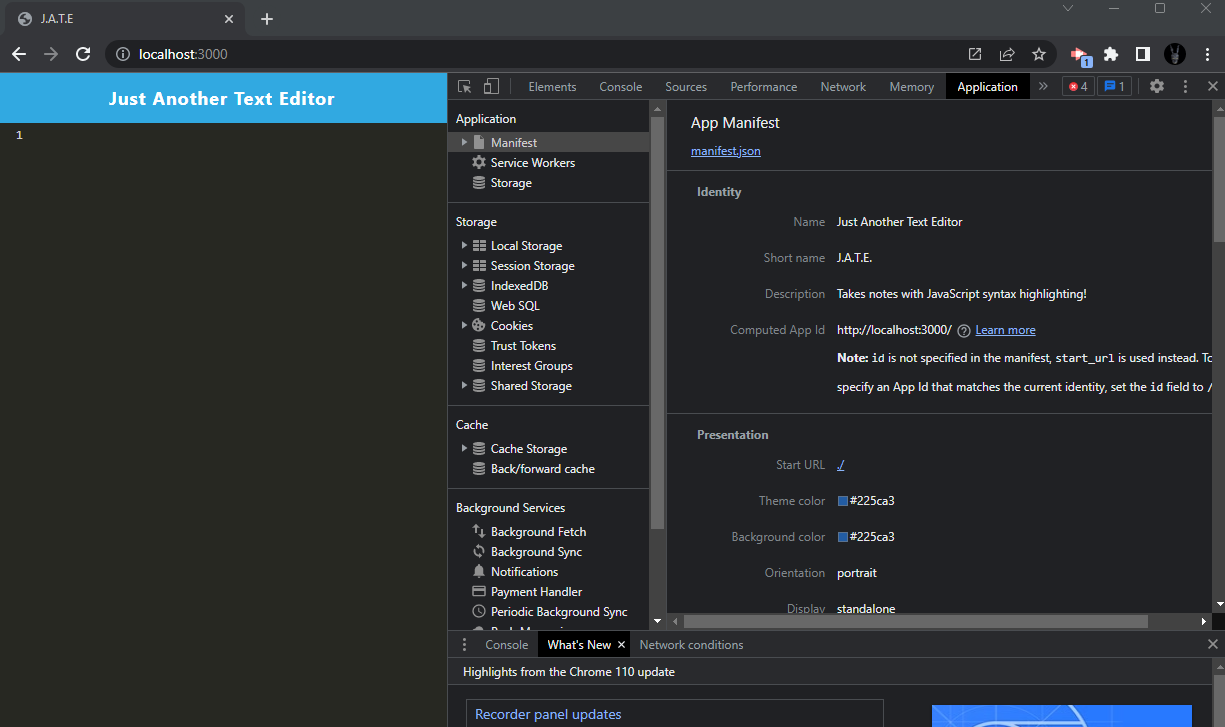 J.A.T.E
localhost:3000
1
Just Another Text Editor
1
Elements Console Sources Performance Network Memory Application 4 1
Application
Manifest
Service Workers
Storage
Storage
Local Storage
Session Storage
IndexedDB
Web SQL
Cookies
Trust Tokens
Interest Groups
Shared Storage
Cache
Cache Storage
Back/forward cache
Background Services
Background Fetch
Background Sync
Notifications
Payment Handler
Periodic Background Sync
App Manifest
manifest.json
Identity
Name Just Another Text Editor
Short name J.A.T.E.
Description Takes notes with JavaScript syntax highlighting!
Computed App Id http://localhost:3000/ Learn more
Note: id is not specified in the manifest, start_url is used instead. To
specify an App Id that matches the current identity, set the id field to /
Presentation
Start URL ./
Theme color #225ca3
Background color #225ca3
Orientation portrait
Display standalone
Console What's New Network conditions
Highlights from the Chrome 110 update
Recorder panel updates